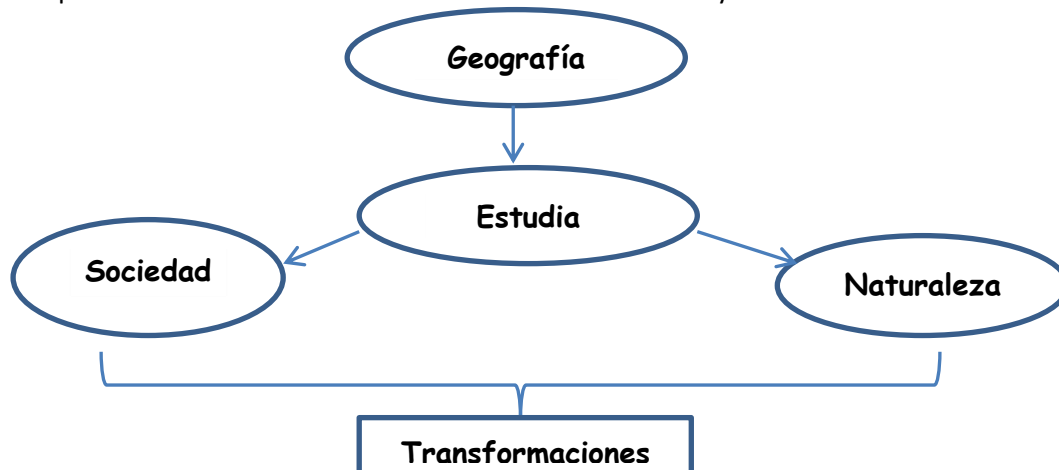 Geografía
Estudia
Sociedad
Naturaleza
Transformaciones